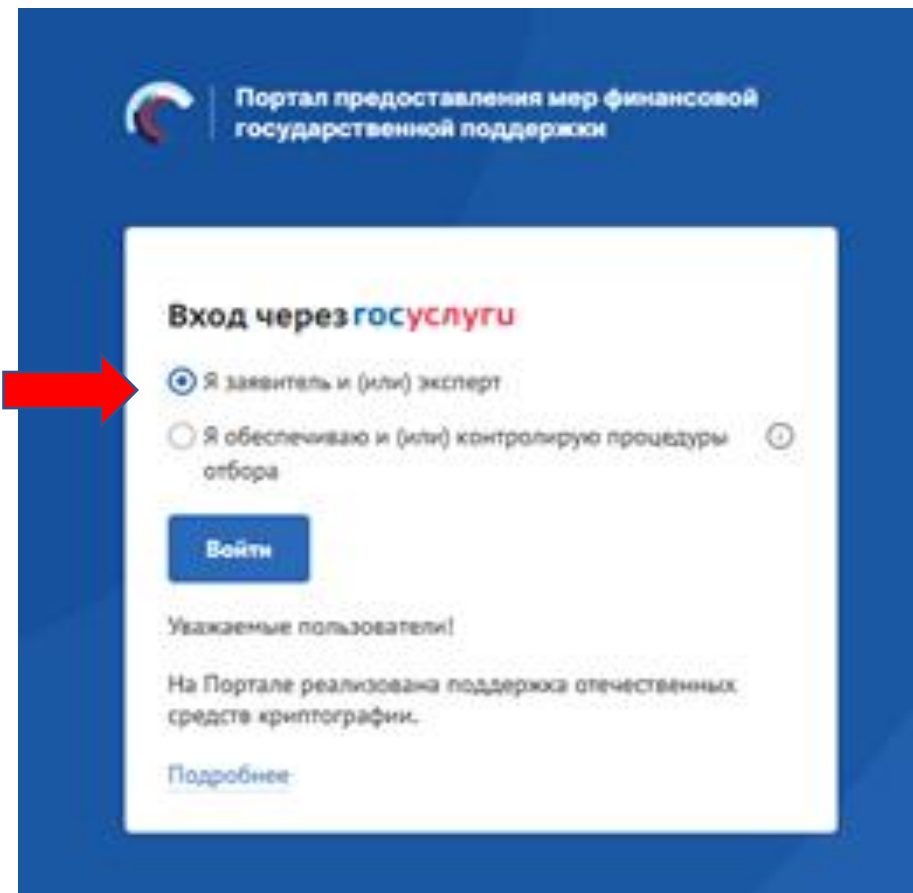 Портал предоставления мер финансовой
государственной поддержки
Вход через госуслуги
Я заявитель и (или) эксперт
Я обеспечиваю и (или) контролирую процедуры
отбора
Войти
Уважаемые пользователи!
На Портале реализована поддержка отечественных
средств криптографии.
Подробнее